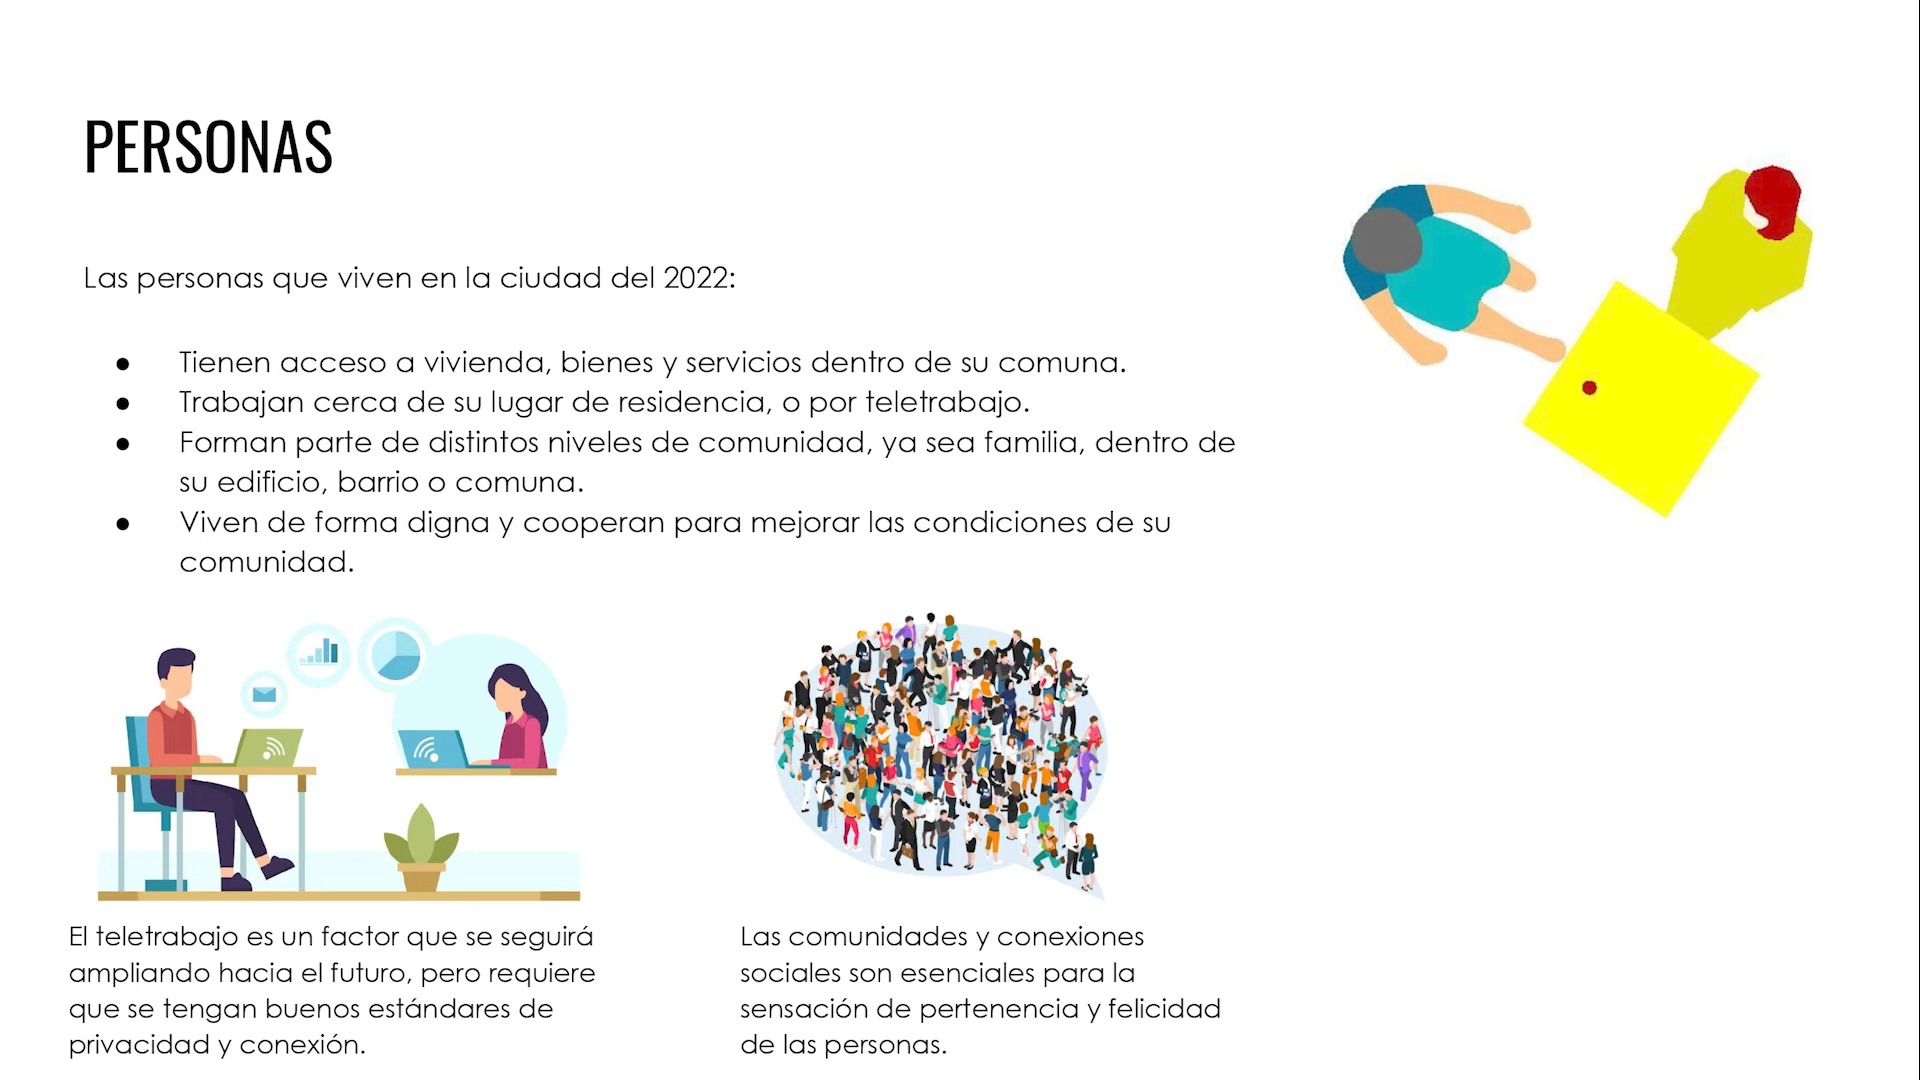 PERSONAS
Las personas que viven en la ciudad del 2022:
● Tienen acceso a vivienda, bienes y servicios dentro de su comuna.
● Trabajan cerca de su lugar de residencia, o por teletrabajo.
● Forman parte de distintos niveles de comunidad, ya sea familia, dentro de
su edificio, barrio o comuna.
● Viven de forma digna y cooperan para mejorar las condiciones de su
comunidad.
El teletrabajo es un factor que se seguirá
ampliando hacia el futuro, pero requiere
que se tengan buenos estándares de
privacidad y conexión.
Las comunidades y conexiones
sociales son esenciales para la
sensación de pertenencia y felicidad
de las personas.